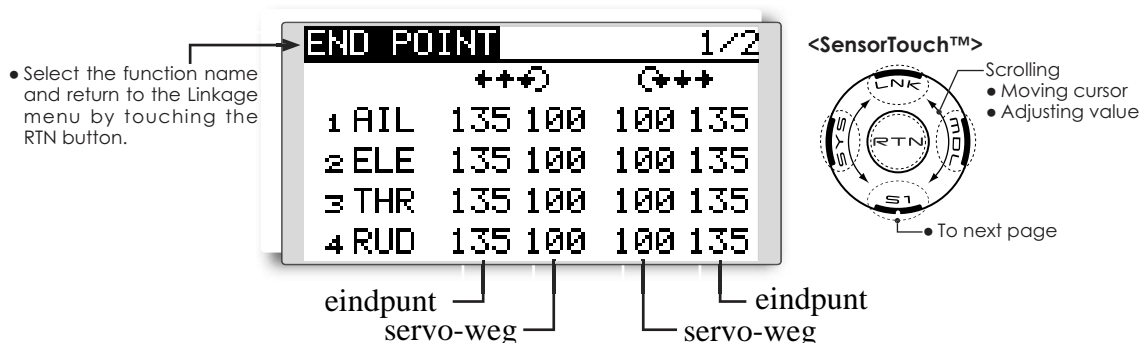 END POINT 1/2
<SensorTouch™>
● Select the function name
and return to the Linkage
menu by touching the
RTN button.
Scrolling
● Moving cursor
● Adjusting value
LNK
SYS
RTN
MDL
S1
● To next page
1 AIL 135 100 100 135
2 ELE 135 100 100 135
3 THR 135 100 100 135
4 RUD 135 100 100 135
eindpunt
eindpunt
servo-weg
servo-weg